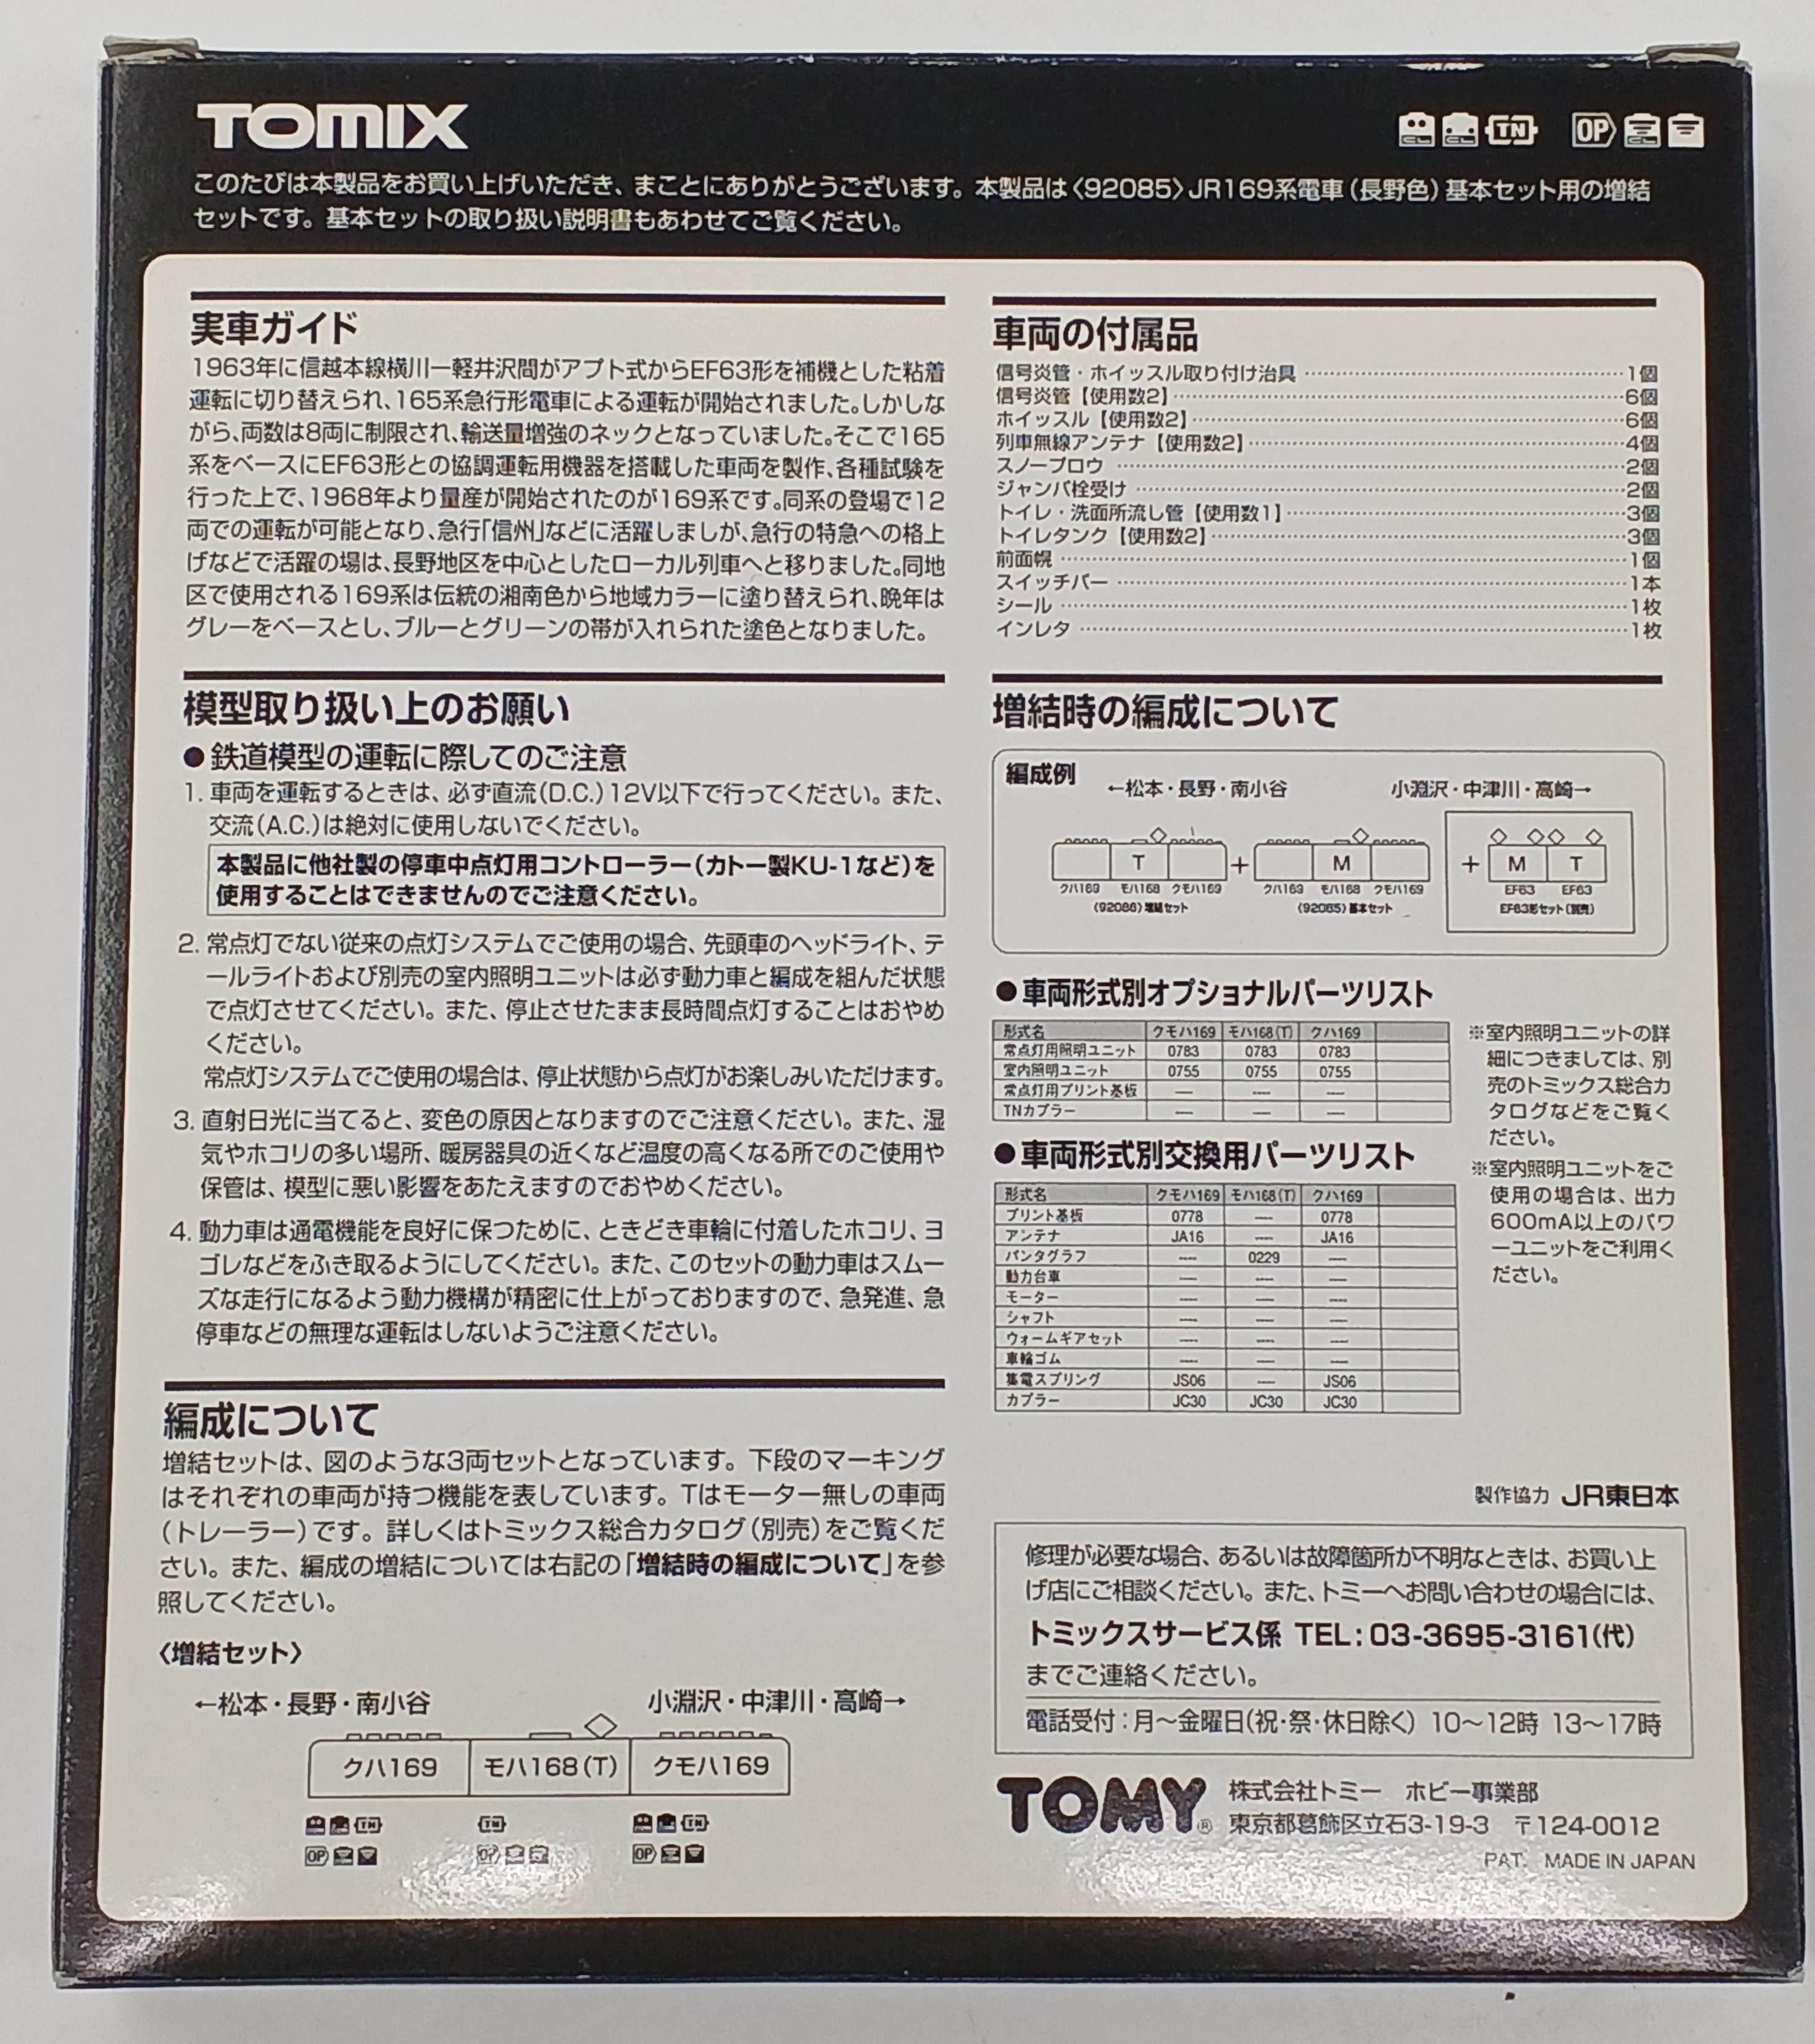 TOMIX
TN OP
このたびは本製品をお買い上げいただき、まことにありがとうございます。本製品は〈92085〉JR169系電車(長野色)基本セット用の増結
セットです。基本セットの取り扱い説明書もあわせてご覧ください。
実車ガイド
1963年に信越本線横川ー軽井沢間がアプト式からEF63形を補機とした粘着
運転に切り替えられ、165系急行形電車による運転が開始されました。しかしな
がら、両数は8両に制限され、輸送量増強のネックとなっていました。そこで165
系をベースにEF63形との協調運転用機器を搭載した車両を製作、各種試験を
行った上で、1968年より量産が開始されたのが169系です。同系の登場で12
両での運転が可能となり、急行「信州」などに活躍しましが、急行の特急への格上
げなどで活躍の場は、長野地区を中心としたローカル列車へと移りました。同地
区で使用される169系は伝統の湘南色から地域カラーに塗り替えられ、晩年は
グレーをベースとし、ブルーとグリーンの帯が入れられた塗色となりました。
模型取り扱い上のお願い
●鉄道模型の運転に際してのご注意
1. 車両を運転するときは、必ず直流(D.C.)12V以下で行ってください。また、
交流(A.C.)は絶対に使用しないでください。
本製品に他社製の停車中点灯用コントローラー(カトー製KU-1など)を
使用することはできませんのでご注意ください。
2. 常点灯でない従来の点灯システムでご使用の場合、先頭車のヘッドライト、テ
ールライトおよび別売の室内照明ユニットは必ず動力車と編成を組んだ状態
で点灯させてください。また、停止させたまま長時間点灯することはおやめ
ください。
常点灯システムでご使用の場合は、停止状態から点灯がお楽しみいただけます。
3. 直射日光に当てると、変色の原因となりますのでご注意ください。また、湿
気やホコリの多い場所、暖房器具の近くなど温度の高くなる所でのご使用や
保管は、模型に悪い影響をあたえますのでおやめください。
4. 動力車は通電機能を良好に保つために、ときどき車輪に付着したホコリ、ヨ
ゴレなどをふき取るようにしてください。また、このセットの動力車はスムー
ズな走行になるよう動力機構が精密に仕上がっておりますので、急発進、急
停車などの無理な運転はしないようご注意ください。
編成について
増結セットは、図のような3両セットとなっています。下段のマーキング
はそれぞれの車両が持つ機能を表しています。Tはモーター無しの車両
(トレーラー)です。詳しくはトミックス総合カタログ(別売)をご覧くだ
さい。また、編成の増結については右記の「増結時の編成について」を参
照してください。
〈増結セット〉
←松本・長野・南小谷 小淵沢・中津川・高崎→
クハ169 モハ168(T) クモハ169
TN TN TN
OP OP OP
車両の付属品
信号炎管・ホイッスル取り付け治具 1個
信号炎管【使用数2】 6個
ホイッスル【使用数2】 6個
列車無線アンテナ【使用数2】 4個
スノープロウ 2個
ジャンパ栓受け 2個
トイレ・洗面所流し管【使用数1】 3個
トイレタンク【使用数2】 3個
前面幌 1個
スイッチバー 1本
シール 1枚
インレタ 1枚
増結時の編成について
編成例 ←松本・長野・南小谷 小淵沢・中津川・高崎→
T + M + M T
クハ169 モハ168 クモハ169 クハ169 モハ168 クモハ169 EF63 EF63
〈92086〉増結セット 〈92085〉基本セット EF63形セット(別売)
●車両形式別オプショナルパーツリスト
形式名 クモハ169 モハ168(T) クハ169
常点灯用照明ユニット 0783 0783 0783
室内照明ユニット 0755 0755 0755
常点灯用プリント基板 — — —
TNカプラー — — —
※室内照明ユニットの詳
細につきましては、別
売のトミックス総合カ
タログなどをご覧く
ださい。
※室内照明ユニットをご
使用の場合は、出力
600mA以上のパワ
ーユニットをご利用く
ださい。
●車両形式別交換用パーツリスト
形式名 クモハ169 モハ168(T) クハ169
プリント基板 0778 — 0778
アンテナ JA16 — JA16
パンタグラフ — 0229 —
動力台車 — — —
モーター — — —
シャフト — — —
ウォームギアセット — — —
車輪ゴム — — —
集電スプリング JS06 — JS06
カプラー JC30 JC30 JC30
製作協力 JR東日本
修理が必要な場合、あるいは故障箇所が不明なときは、お買い上
げ店にご相談ください。また、トミーへお問い合わせの場合には、
トミックスサービス係 TEL:03-3695-3161(代)
までご連絡ください。
電話受付:月〜金曜日(祝・祭・休日除く) 10〜12時 13〜17時
TOMY® 株式会社トミー ホビー事業部
東京都葛飾区立石3-19-3 〒124-0012
PAT. MADE IN JAPAN